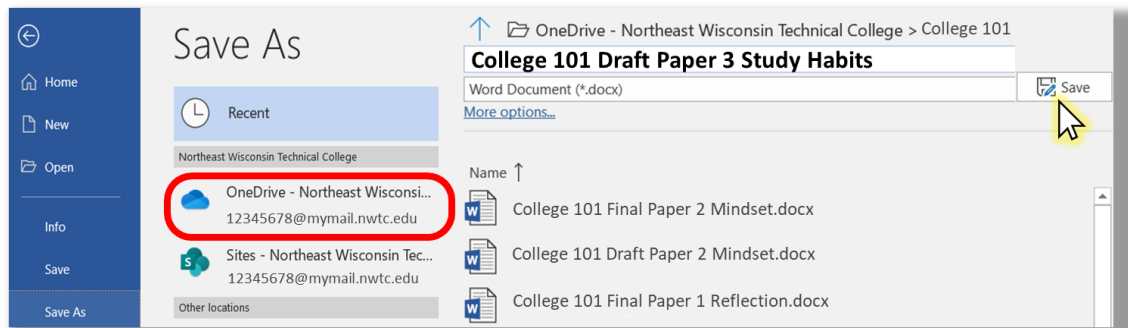 Home
New
Open
Info
Save
Save As
Save As
Recent
Northeast Wisconsin Technical College
OneDrive - Northeast Wisconsi...
12345678@mymail.nwtc.edu
Sites - Northeast Wisconsin Tec...
12345678@mymail.nwtc.edu
Other locations
OneDrive - Northeast Wisconsin Technical College > College 101
College 101 Draft Paper 3 Study Habits
Word Document (*.docx)
Save
More options...
Name ↑
College 101 Final Paper 2 Mindset.docx
College 101 Draft Paper 2 Mindset.docx
College 101 Final Paper 1 Reflection.docx